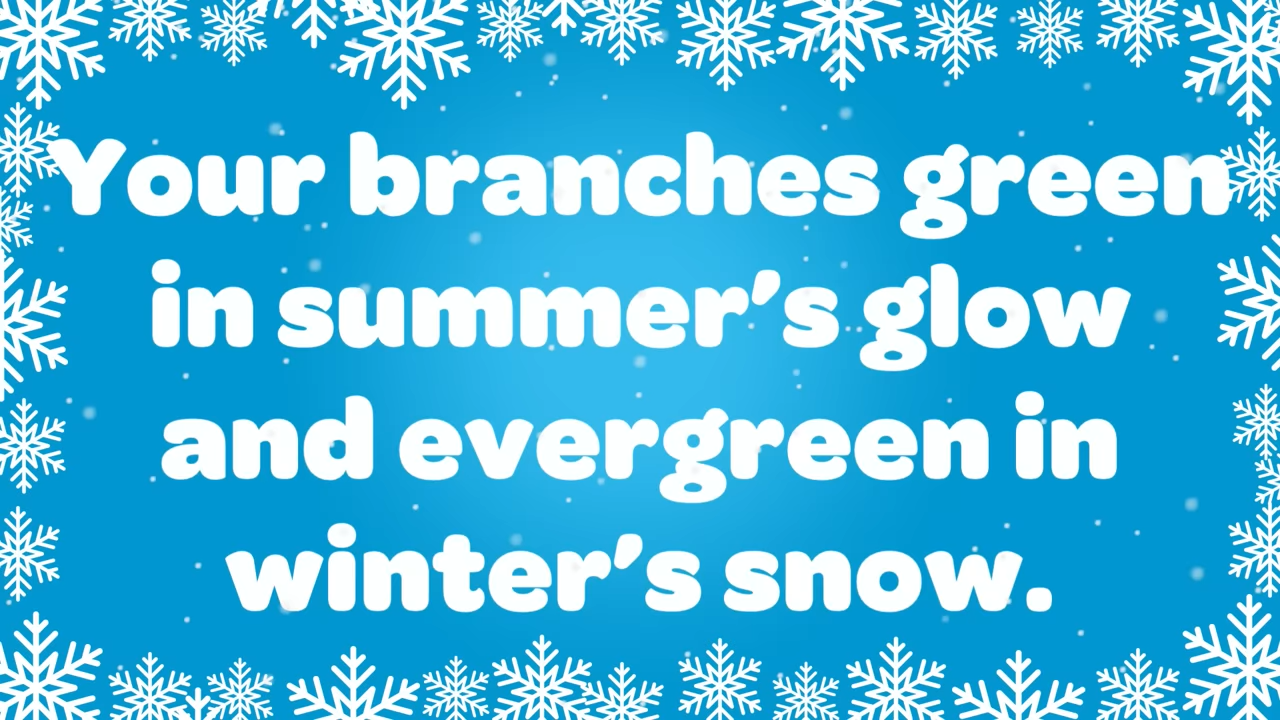 Your branches green
in summer's glow
and evergreen in
winter's snow.